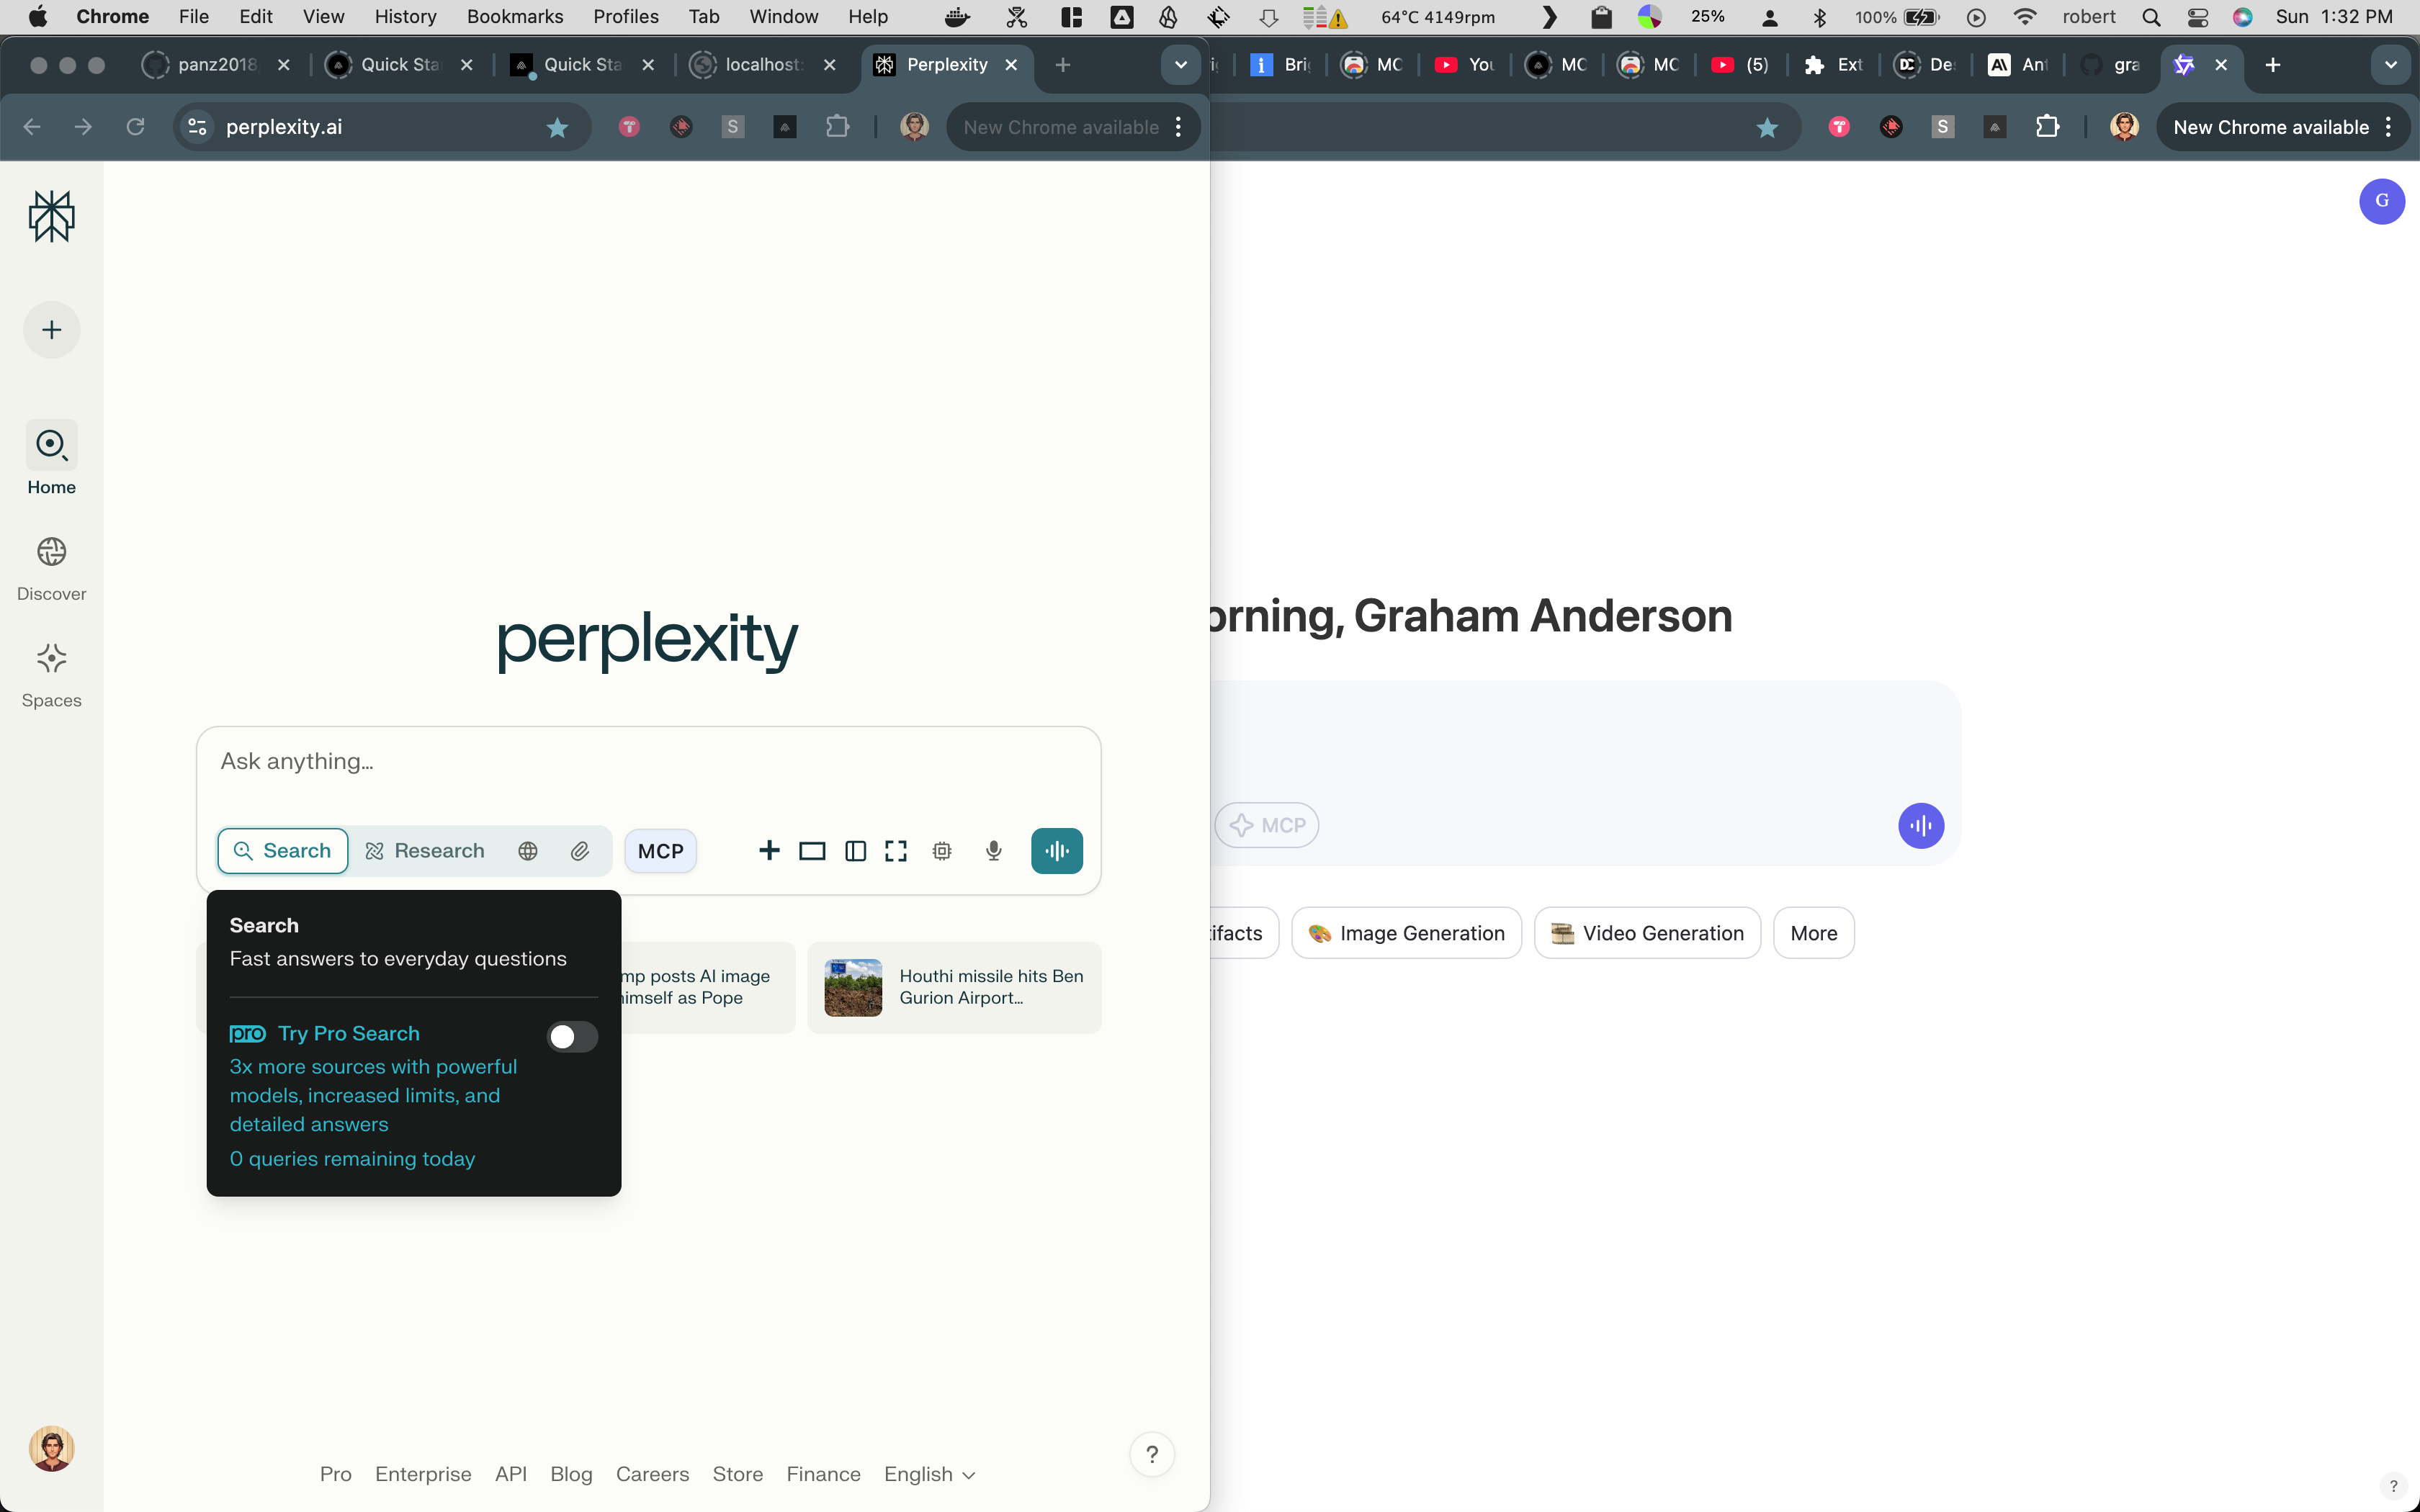 Chrome File Edit View History Bookmarks Profiles Tab Window Help 64°C 4149rpm 25% 100% robert Sun 1:32 PM
panz2018 Quick Sta Quick Sta localhost: Perplexity Bri MC You MC MC (5) Ext DC De: A\ Ant gra
perplexity.ai S New Chrome available S New Chrome available
G
Home
Discover
Spaces
perplexity
orning, Graham Anderson
Ask anything...
Search Research MCP
MCP
Search
Fast answers to everyday questions
pro Try Pro Search
3x more sources with powerful
models, increased limits, and
detailed answers
0 queries remaining today
mp posts AI image
imself as Pope
Houthi missile hits Ben
Gurion Airport...
tifacts Image Generation Video Generation More
Pro Enterprise API Blog Careers Store Finance English
?
?